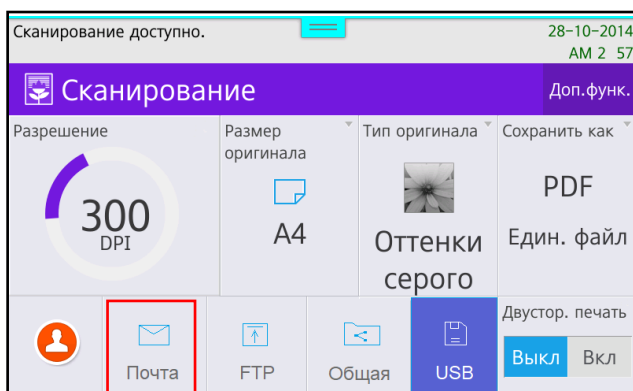 Сканирование доступно.
28-10-2014
AM 2 57
Сканирование
Доп.функ.
Разрешение
300
DPI
Размер
оригинала
A4
Тип оригинала
Оттенки
серого
Сохранить как
PDF
Един. файл
Почта
FTP
Общая
USB
Двустор. печать
Выкл
Вкл